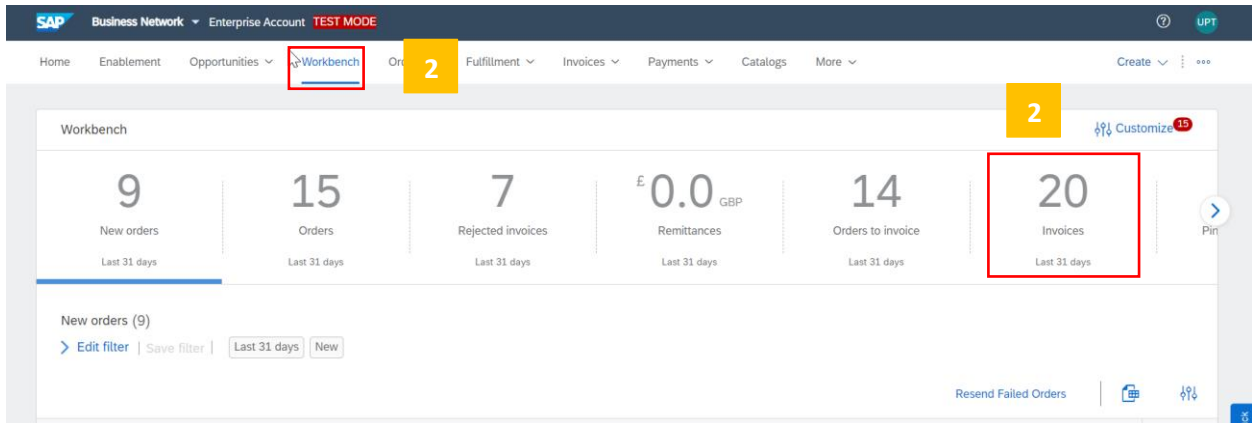 SAP Business Network Enterprise Account TEST MODE UPT
Home Enablement Opportunities Workbench 2 Fulfillment Invoices Payments Catalogs More Create
2
Workbench Customize 15
9 15 7 £ 0.0 GBP 14 20
New orders Orders Rejected invoices Remittances Orders to invoice Invoices
Last 31 days Last 31 days Last 31 days Last 31 days Last 31 days Last 31 days
New orders (9)
Edit filter | Save filter | Last 31 days New
Resend Failed Orders